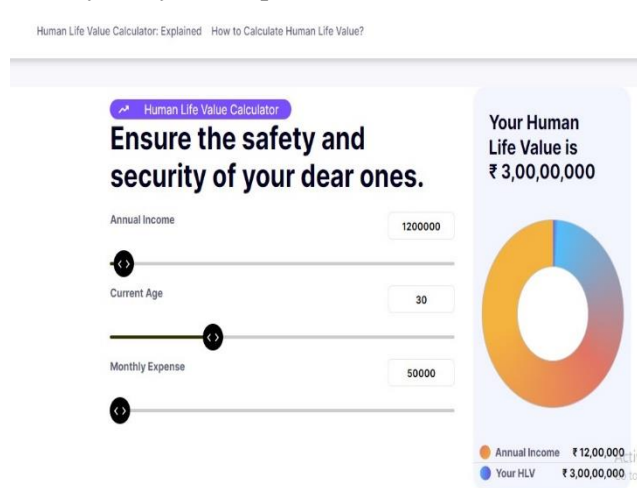 Human Life Value Calculator: Explained How to Calculate Human Life Value?
Human Life Value Calculator
Ensure the safety and
security of your dear ones.
Annual Income
1200000
Current Age
30
Monthly Expense
50000
Your Human
Life Value is
₹ 3,00,00,000
Annual Income ₹ 12,00,000
Your HLV ₹ 3,00,00,000